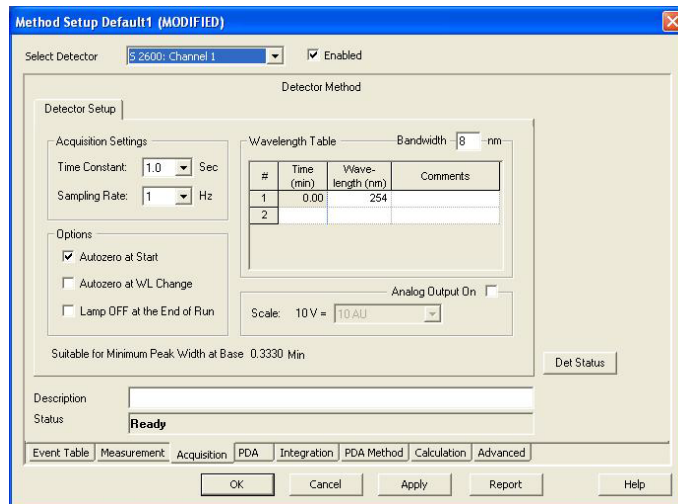 Method Setup Default1 (MODIFIED)
Select Detector S 2600: Channel 1 Enabled
Detector Method
Detector Setup
Acquisition Settings
Time Constant: 1.0 Sec
Sampling Rate: 1 Hz
Options
Autozero at Start
Autozero at WL Change
Lamp OFF at the End of Run
Wavelength Table Bandwidth 8 nm
# Time (min) Wave-length (nm) Comments
1 0.00 254
2
Analog Output On
Scale: 10 V = 10 AU
Suitable for Minimum Peak Width at Base 0.3330 Min
Det Status
Description
Status Ready
Event Table Measurement Acquisition PDA Integration PDA Method Calculation Advanced
OK Cancel Apply Report Help